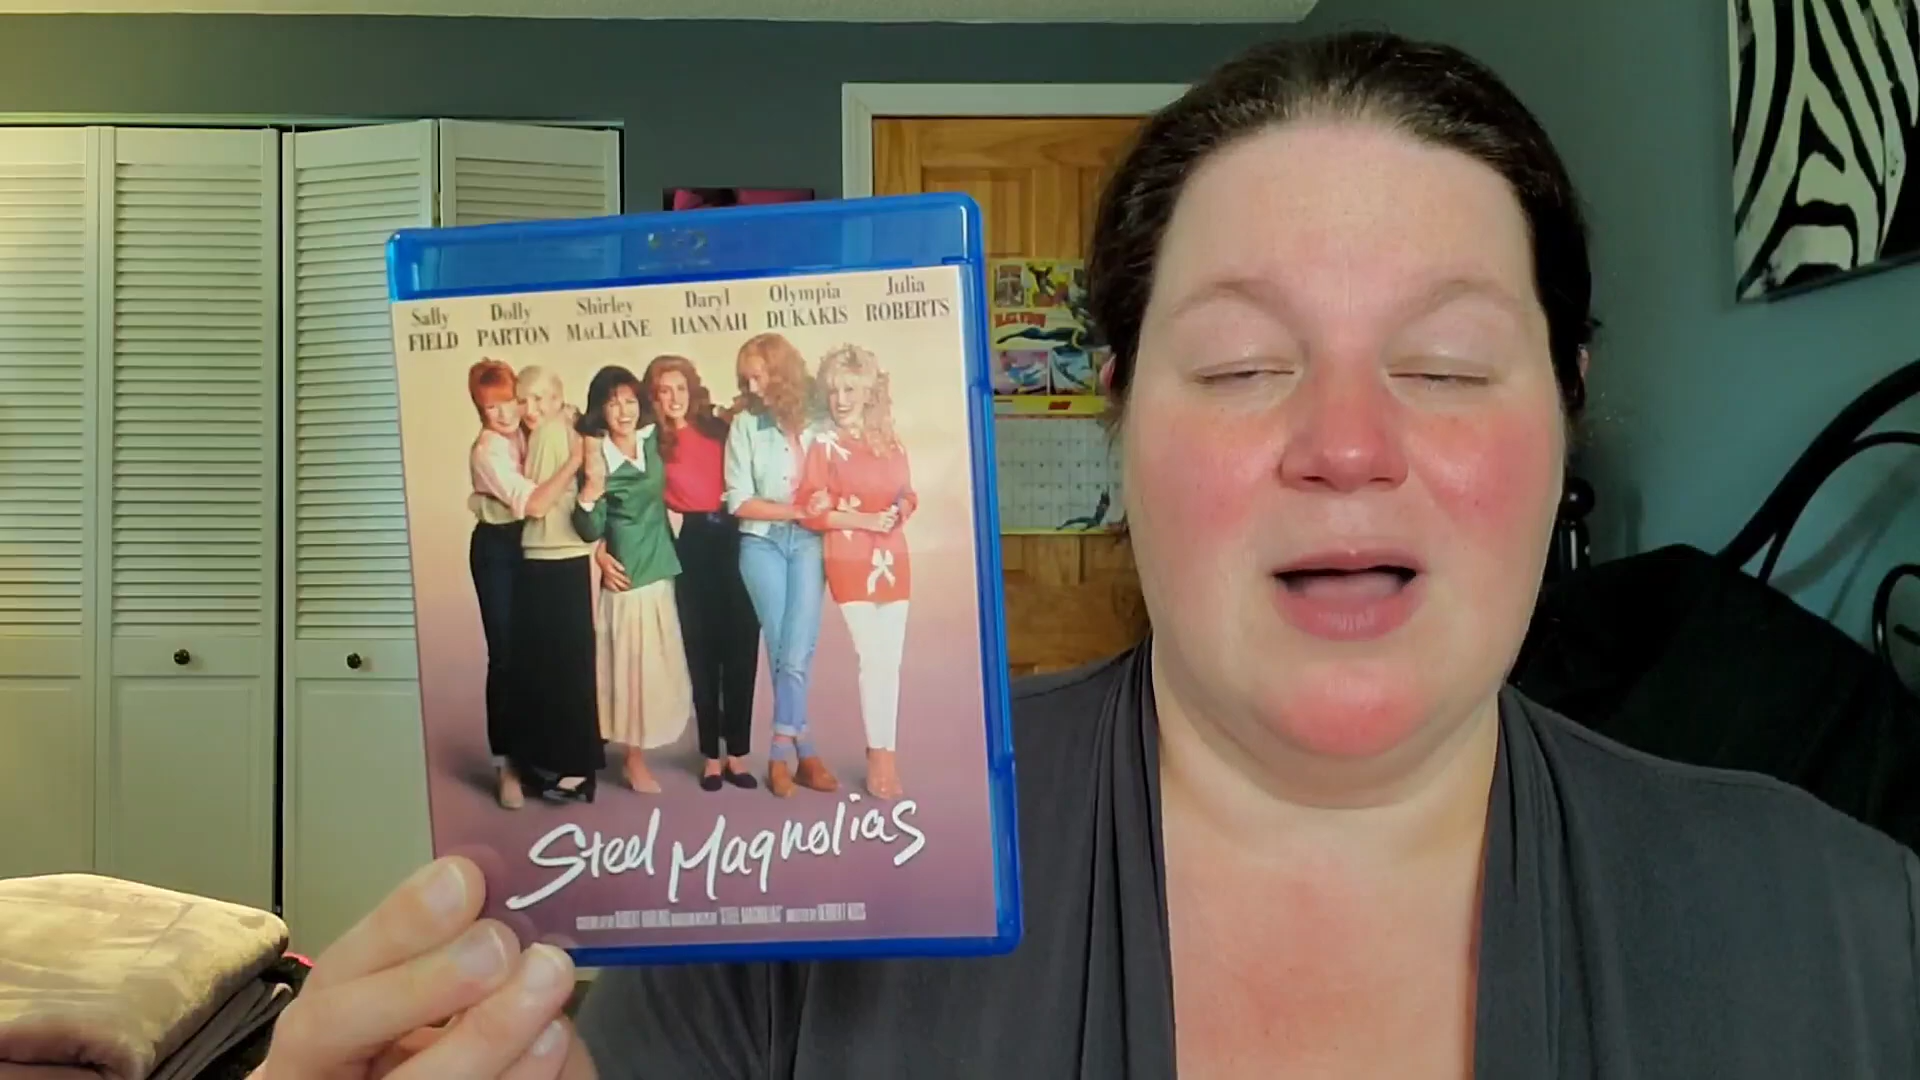 Sally FIELD
Dolly PARTON
Shirley MACLAINE
Daryl HANNAH
Olympia DUKAKIS
Julia ROBERTS
Steel Magnolias